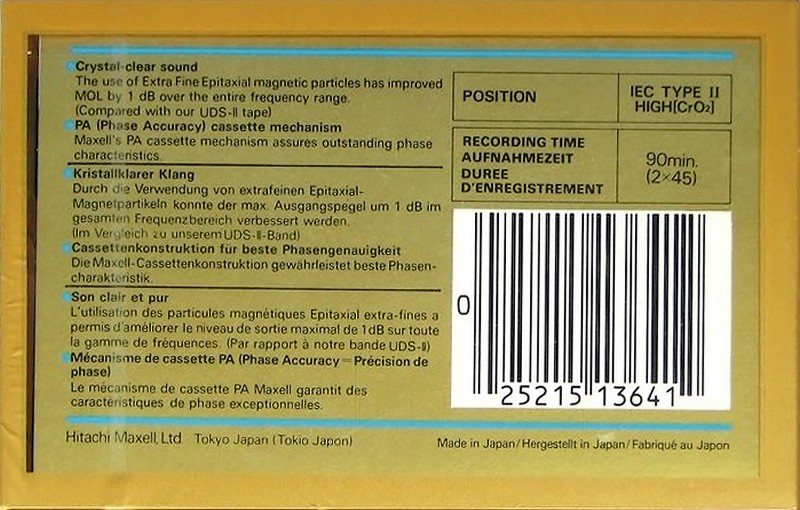 Crystal-clear sound
The use of Extra Fine Epitaxial magnetic particles has improved
MOL by 1 dB over the entire frequency range.
(Compared with our UDS-II tape)
PA (Phase Accuracy) cassette mechanism
Maxell's PA cassette mechanism assures outstanding phase
characteristics.
Kristallklarer Klang
Durch die Verwendung von extrafeinen Epitaxial-
Magnetpartikeln konnte der max. Ausgangspegel um 1 dB im
gesamten Frequenzbereich verbessert werden.
(Im Vergleich zu unserem UDS-II-Band)
Cassettenkonstruktion für beste Phasengenauigkeit
Die Maxell-Cassettenkonstruktion gewährleistet beste Phasen-
charakteristik.
Son clair et pur
L'utilisation des particules magnétiques Epitaxial extra-fines a
permis d'améliorer le niveau de sortie maximal de 1dB sur toute
la gamme de fréquences. (Par rapport à notre bande UDS-II)
Mécanisme de cassette PA (Phase Accuracy = Précision de
phase)
Le mécanisme de cassette PA Maxell garantit des
caractéristiques de phase exceptionnelles.
POSITION
IEC TYPE II
HIGH[CrO₂]
RECORDING TIME
AUFNAHMEZEIT
DUREE
D'ENREGISTREMENT
90min.
(2×45)
0
25215 13641
Hitachi Maxell, Ltd. Tokyo Japan (Tokio Japon)
Made in Japan/Hergestellt in Japan/Fabriqué au Japon